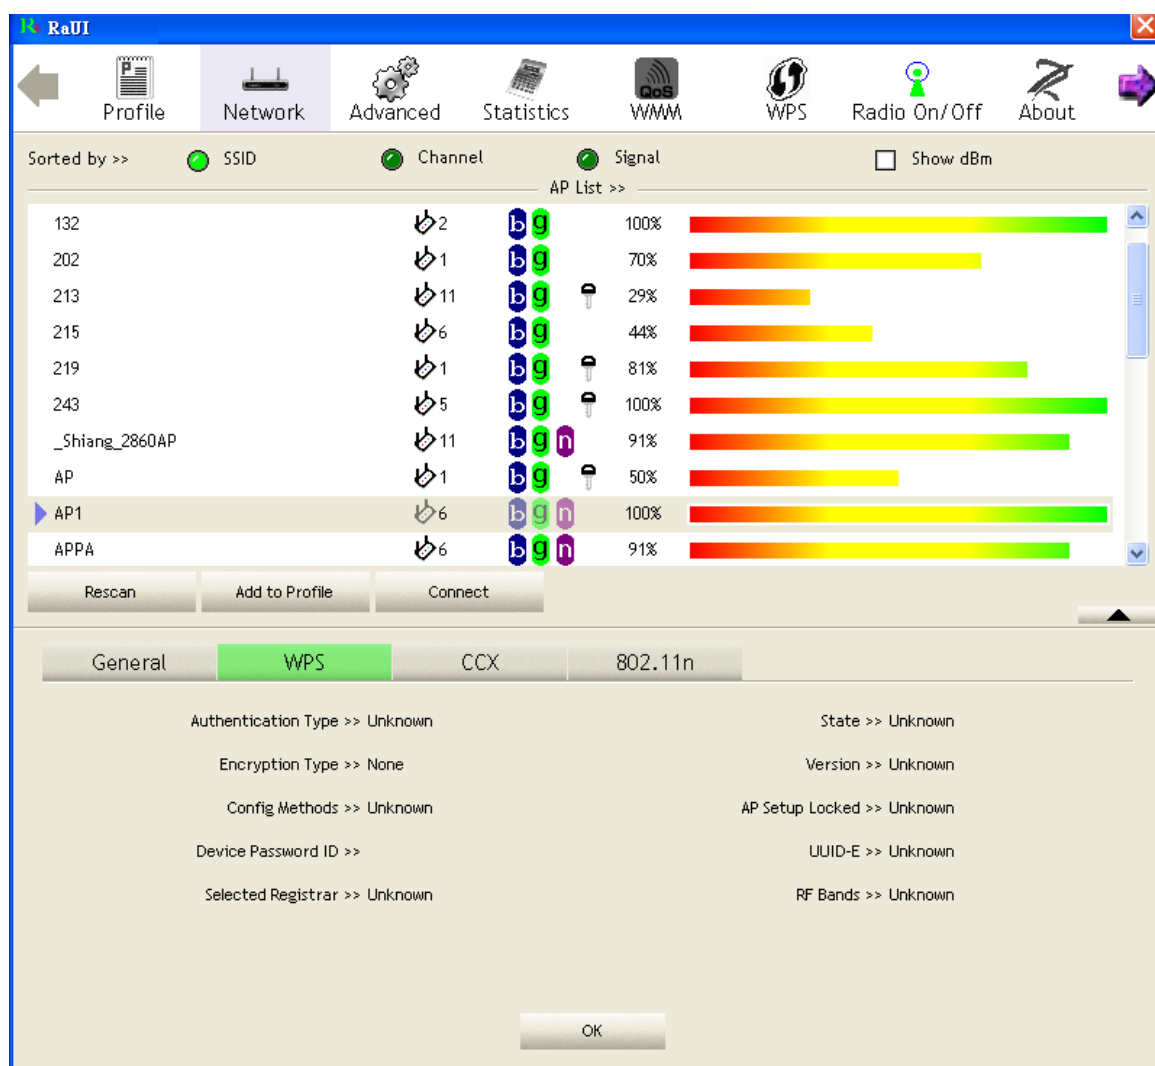 RaUI
Profile Network Advanced Statistics QoS WMM WPS Radio On/Off About
Sorted by >> SSID Channel Signal Show dBm
AP List >>
132 2 b g 100%
202 1 b g 70%
213 11 b g 29%
215 6 b g 44%
219 1 b g 81%
243 5 b g 100%
_Shiang_2860AP 11 b g n 91%
AP 1 b g 50%
AP1 6 b g n 100%
APPA 6 b g n 91%
Rescan Add to Profile Connect
General WPS CCX 802.11n
Authentication Type >> Unknown State >> Unknown
Encryption Type >> None Version >> Unknown
Config Methods >> Unknown AP Setup Locked >> Unknown
Device Password ID >> UUID-E >> Unknown
Selected Registrar >> Unknown RF Bands >> Unknown
OK